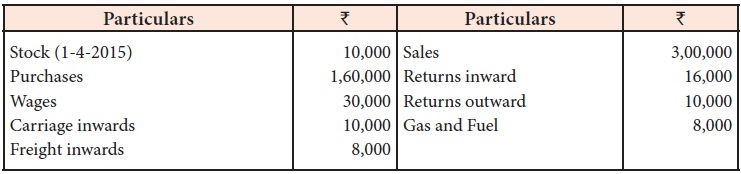 Particulars ₹ Particulars ₹
Stock (1-4-2015) 10,000 Sales 3,00,000
Purchases 1,60,000 Returns inward 16,000
Wages 30,000 Returns outward 10,000
Carriage inwards 10,000 Gas and Fuel 8,000
Freight inwards 8,000